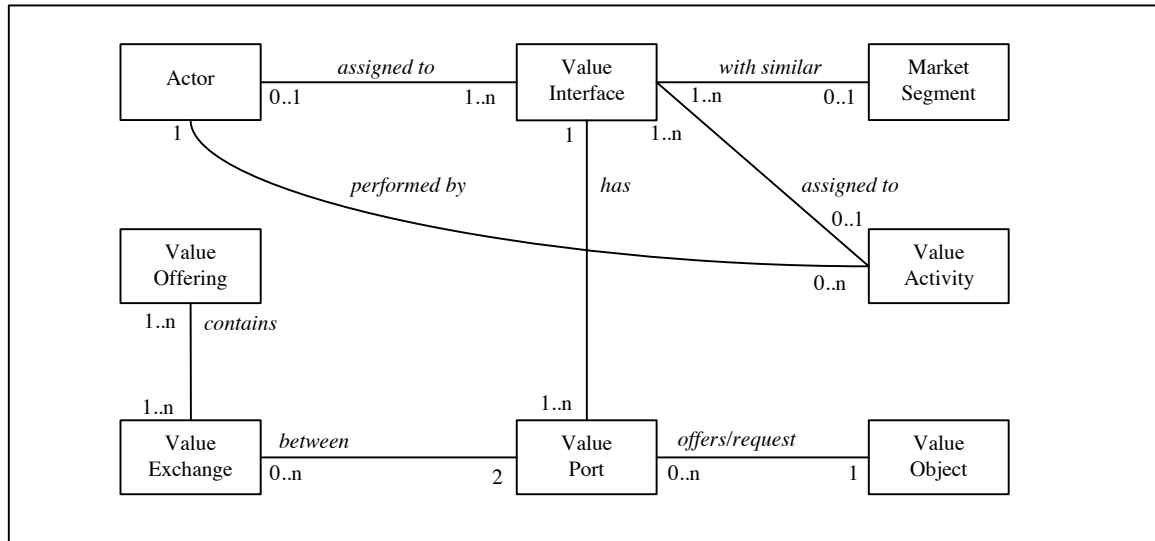 Actor
assigned to
0..1
1..n
Value
Interface
with similar
1..n
0..1
Market
Segment
1
1
1..n
performed by
has
assigned to
0..1
Value
Offering
Value
Activity
0..n
1..n
contains
1..n
1..n
Value
Exchange
between
0..n
2
Value
Port
offers/request
0..n
1
Value
Object